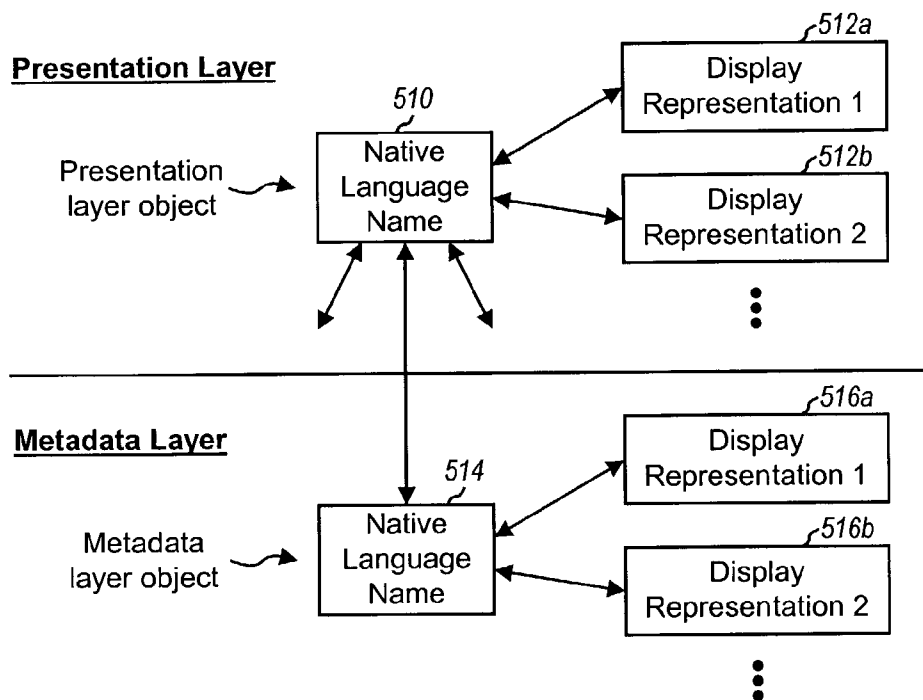 Presentation Layer
512a
Display
Representation 1
510
Native
Language
Name
Presentation
layer object
512b
Display
Representation 2
Metadata Layer
516a
Display
Representation 1
514
Native
Language
Name
Metadata
layer object
516b
Display
Representation 2